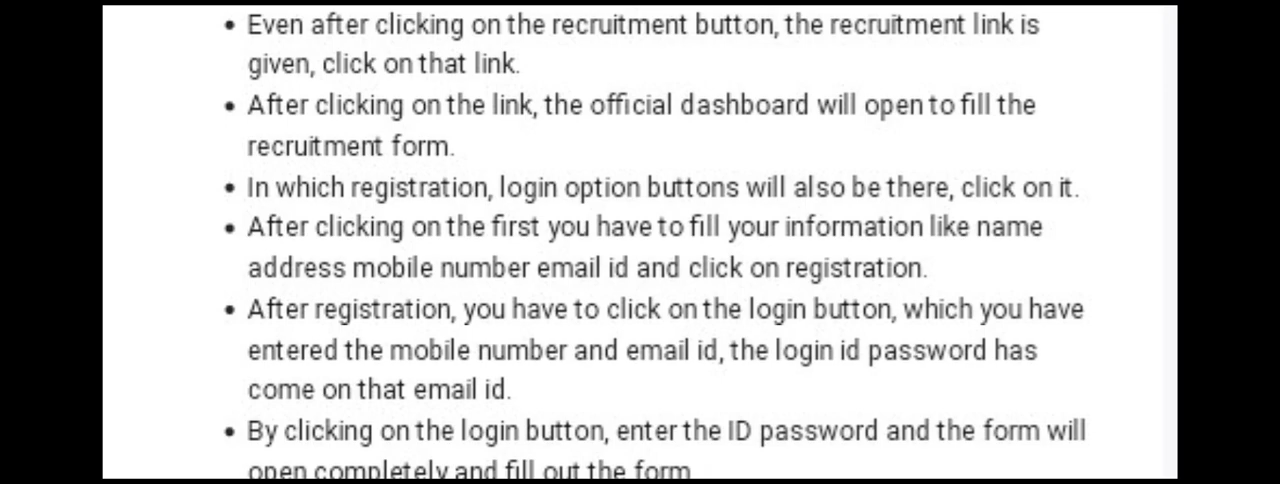 • Even after clicking on the recruitment button, the recruitment link is
given, click on that link.
• After clicking on the link, the official dashboard will open to fill the
recruitment form.
• In which registration, login option buttons will also be there, click on it.
• After clicking on the first you have to fill your information like name
address mobile number email id and click on registration.
• After registration, you have to click on the login button, which you have
entered the mobile number and email id, the login id password has
come on that email id.
• By clicking on the login button, enter the ID password and the form will
open completely and fill out the form